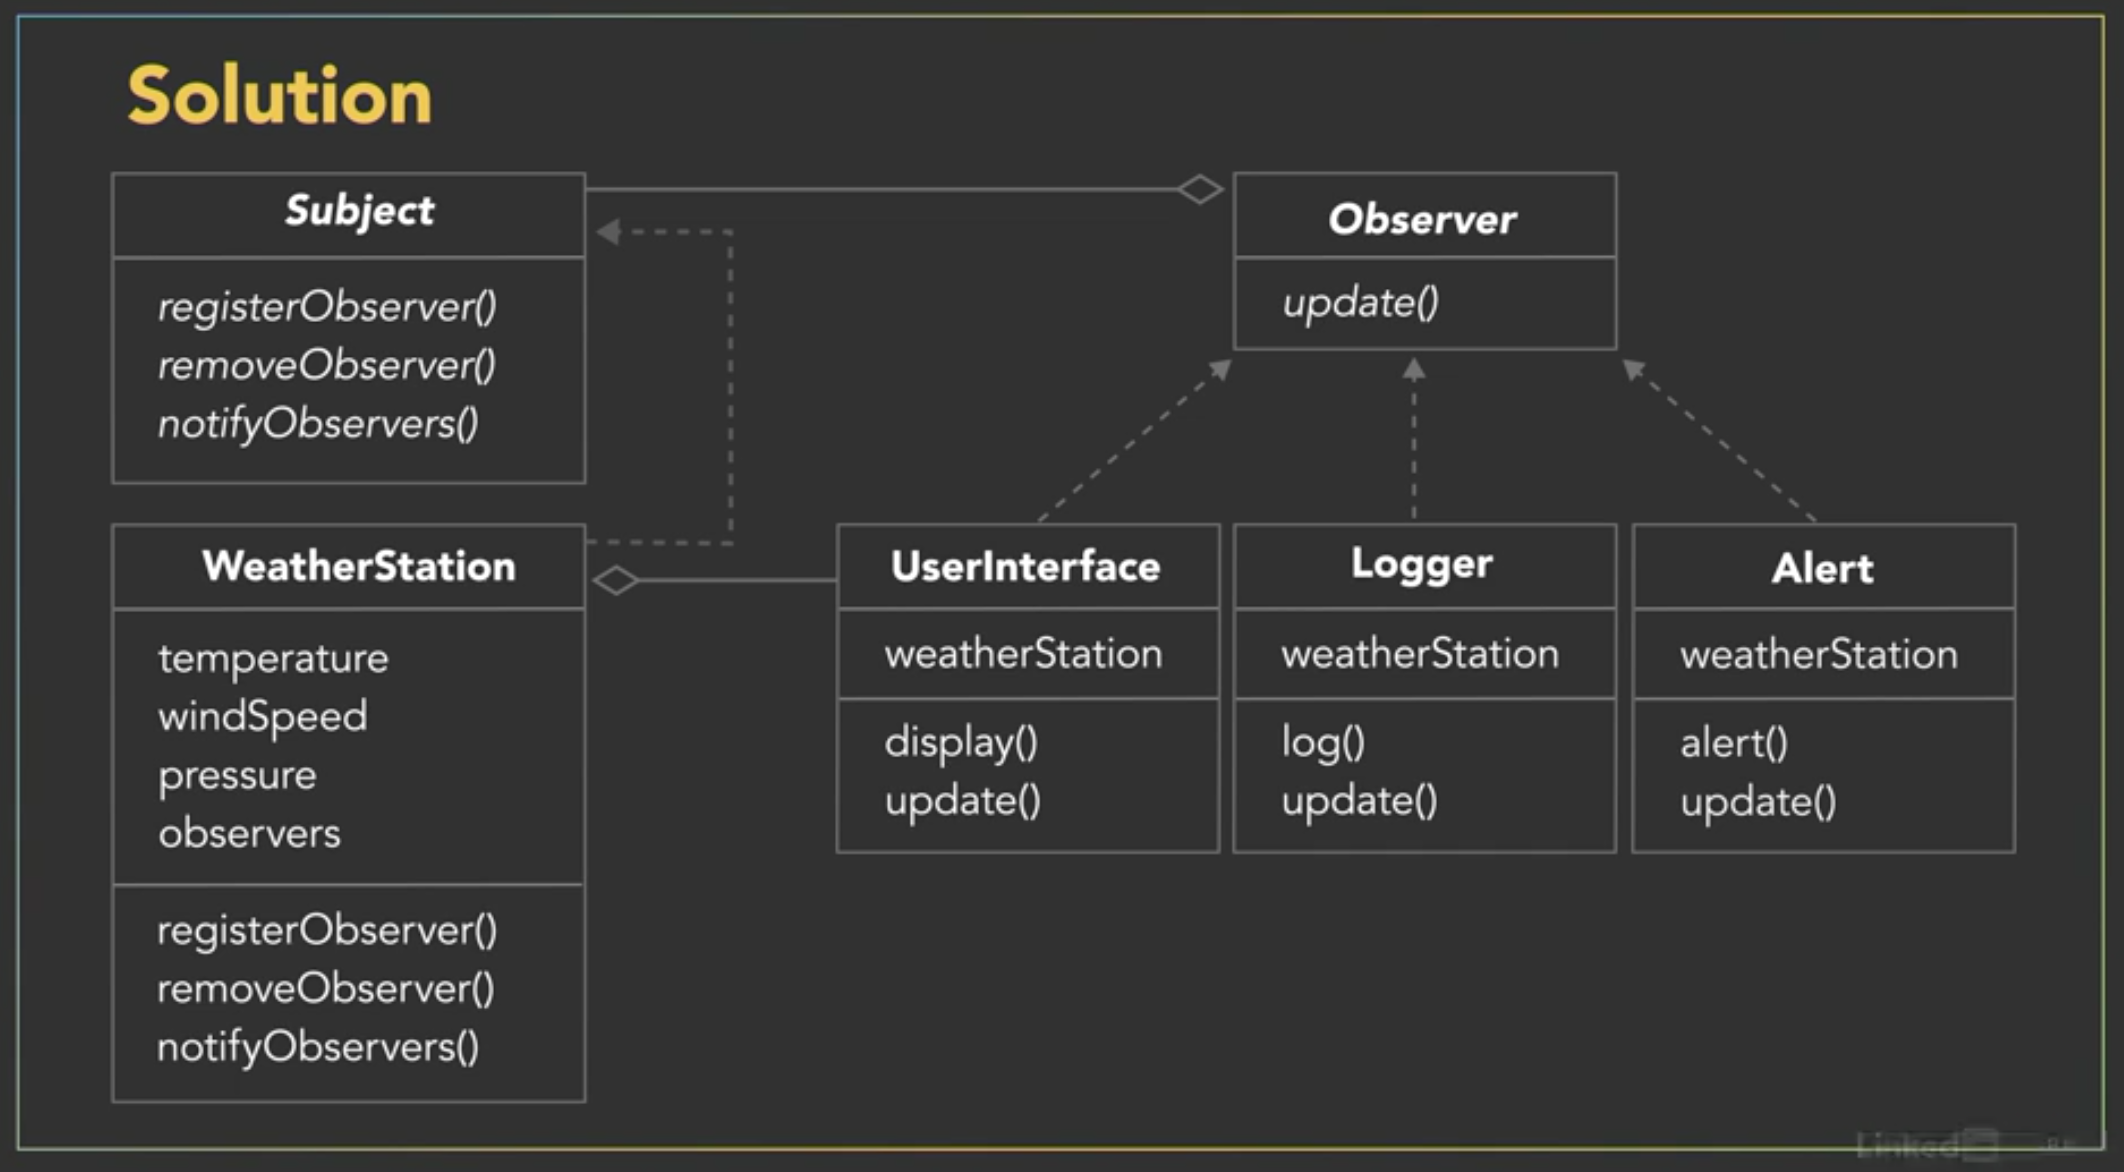 Solution
Subject
registerObserver()
removeObserver()
notifyObservers()
Observer
update()
WeatherStation
temperature
windSpeed
pressure
observers
registerObserver()
removeObserver()
notifyObservers()
UserInterface
weatherStation
display()
update()
Logger
weatherStation
log()
update()
Alert
weatherStation
alert()
update()
Linked